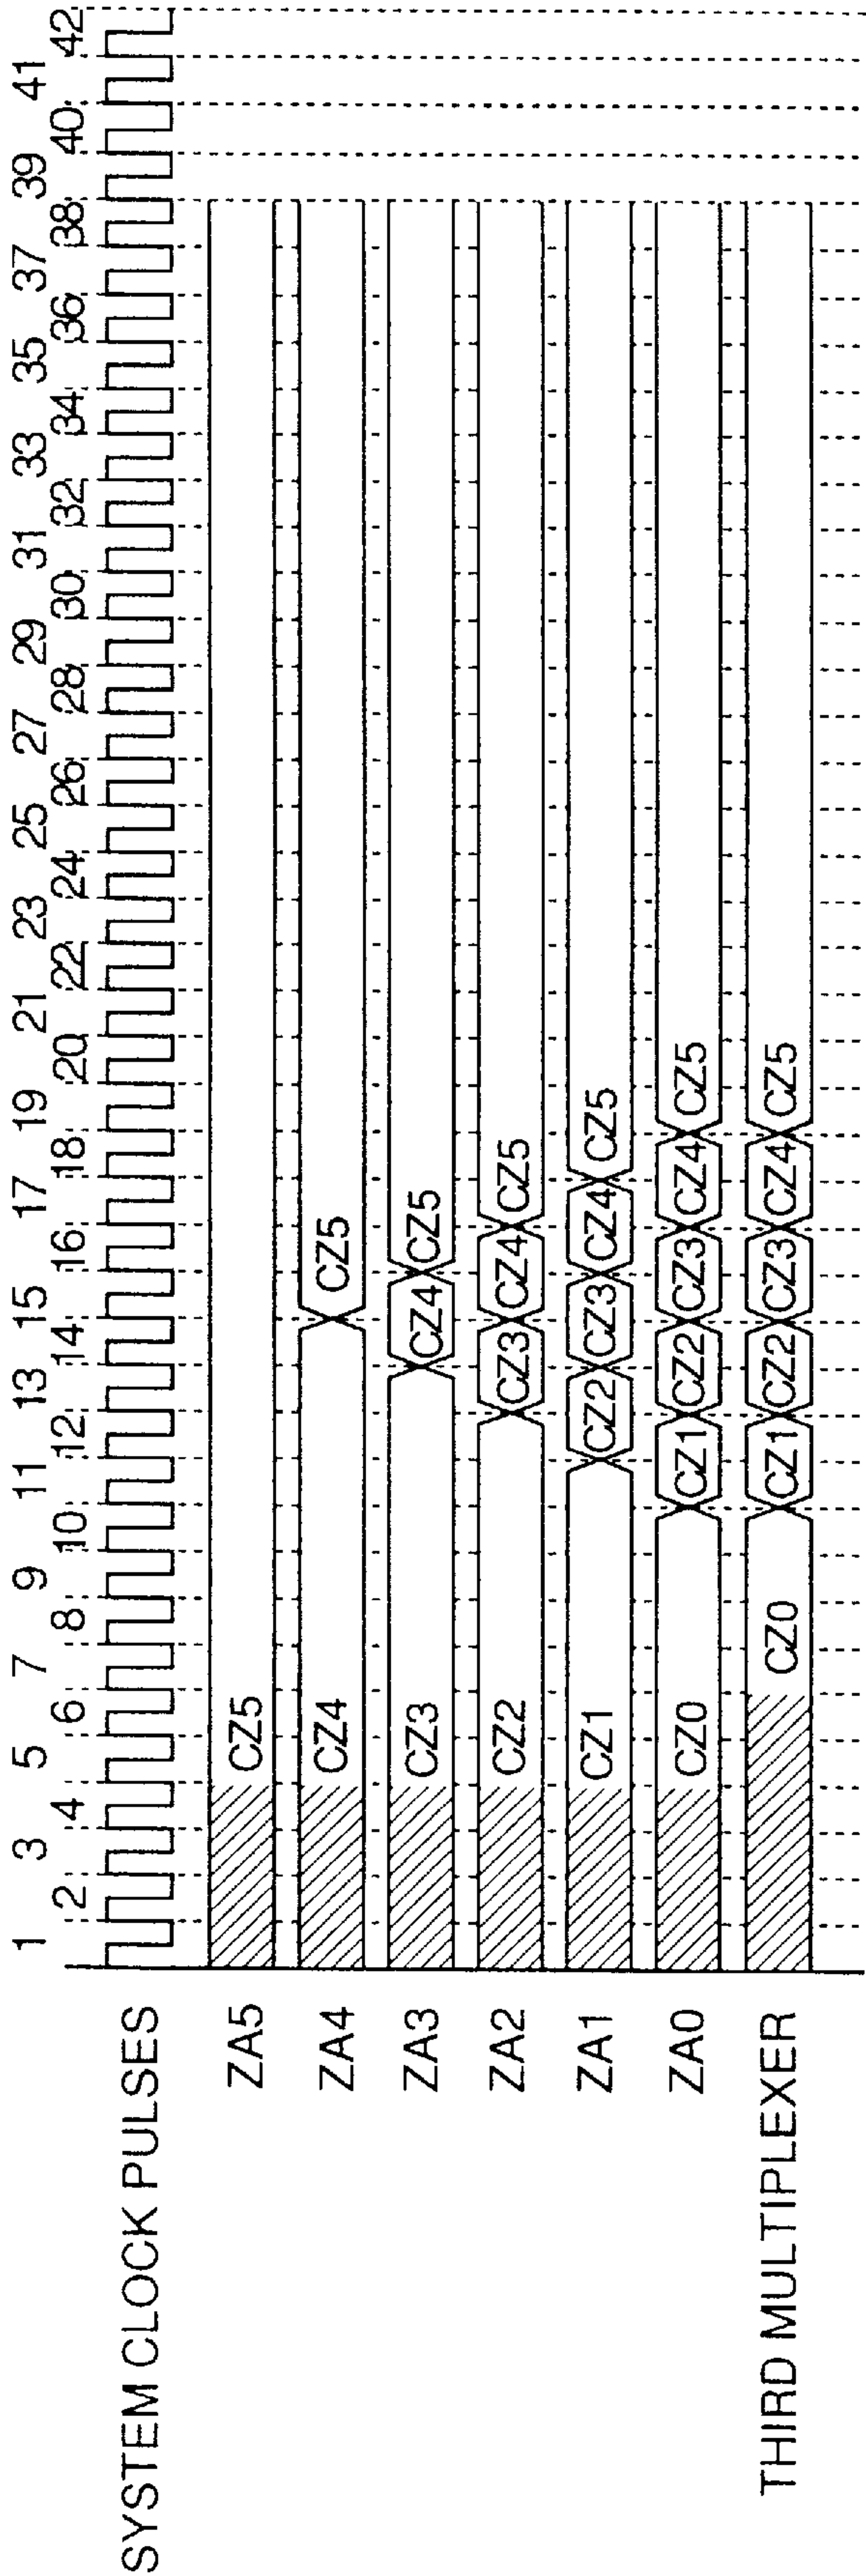 1 3 5 7 9 11 13 15 17 19 21 23 25 27 29 31 33 35 37 39 41
2 4 6 8 10 12 14 16 18 20 22 24 26 28 30 32 34 36 38 40 42
SYSTEM CLOCK PULSES
ZA5 CZ5
ZA4 CZ4 CZ5
ZA3 CZ3 CZ4 CZ5
ZA2 CZ2 CZ3 CZ4 CZ5
ZA1 CZ1 CZ2 CZ3 CZ4 CZ5
ZA0 CZ0 CZ1 CZ2 CZ3 CZ4 CZ5
THIRD MULTIPLEXER CZ0 CZ1 CZ2 CZ3 CZ4 CZ5